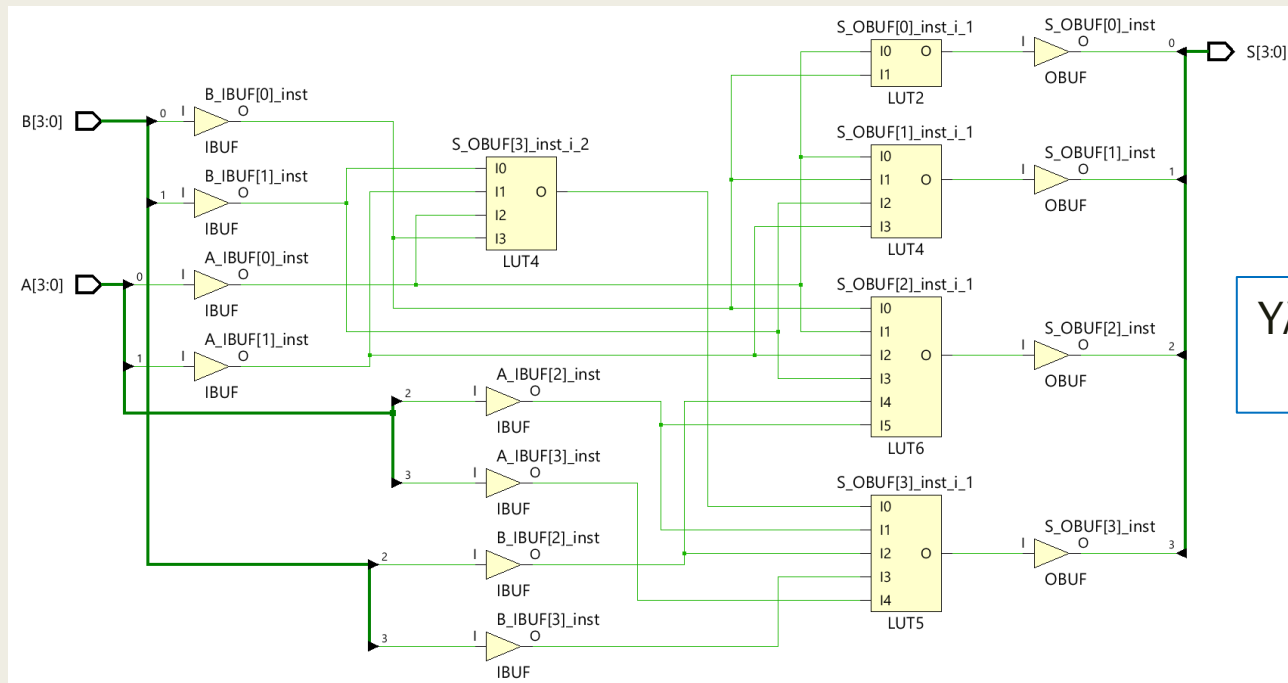 S_OBUF[0]_inst_i_1
S_OBUF[0]_inst
I0 O
I O
0
S[3:0]
I1
OBUF
LUT2
B_IBUF[0]_inst
B[3:0]
0 I O
IBUF
S_OBUF[1]_inst_i_1
S_OBUF[1]_inst
I0
I1 O
I O
1
I2
I3
OBUF
LUT4
S_OBUF[3]_inst_i_2
I0
I1 O
I2
I3
LUT4
B_IBUF[1]_inst
1 I O
IBUF
A_IBUF[0]_inst
A[3:0]
0 I O
IBUF
S_OBUF[2]_inst_i_1
S_OBUF[2]_inst
I0
I1
I2 O
I O
2
I3
I4
I5
OBUF
LUT6
A_IBUF[1]_inst
1 I O
IBUF
A_IBUF[2]_inst
2 I O
IBUF
A_IBUF[3]_inst
3 I O
IBUF
S_OBUF[3]_inst_i_1
S_OBUF[3]_inst
I0
I1
I2 O
I O
3
I3
I4
OBUF
LUT5
B_IBUF[2]_inst
2 I O
IBUF
B_IBUF[3]_inst
3 I O
IBUF